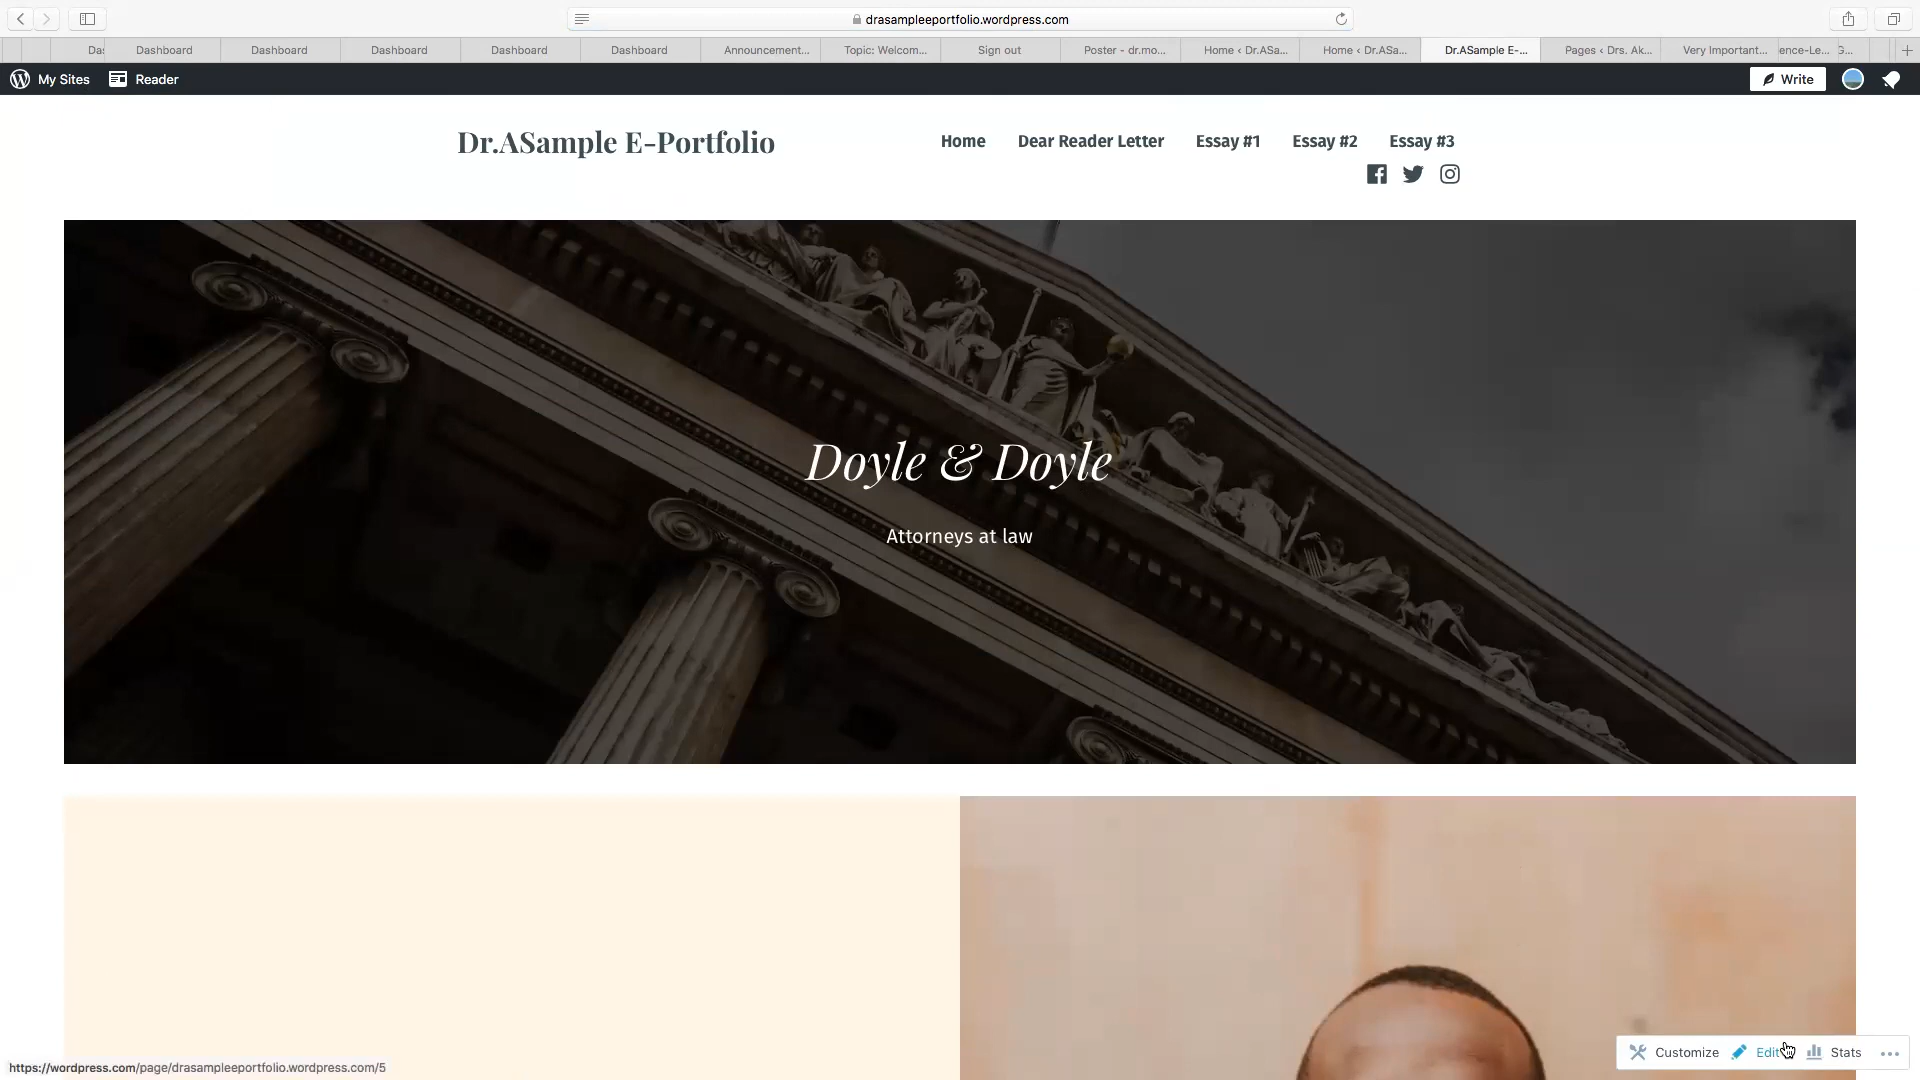 drasampleeportfolio.wordpress.com
Das Dashboard Dashboard Dashboard Dashboard Dashboard Announcement... Topic: Welcom... Sign out Poster - dr.mo... Home ‹ Dr.ASa... Home ‹ Dr.ASa... Dr.ASample E-... Pages ‹ Drs. Ak... Very Important... ence-Le...
My Sites Reader Write
Dr.ASample E-Portfolio
Home Dear Reader Letter Essay #1 Essay #2 Essay #3
Doyle & Doyle
Attorneys at law
Customize Edit Stats
https://wordpress.com/page/drasampleeportfolio.wordpress.com/5